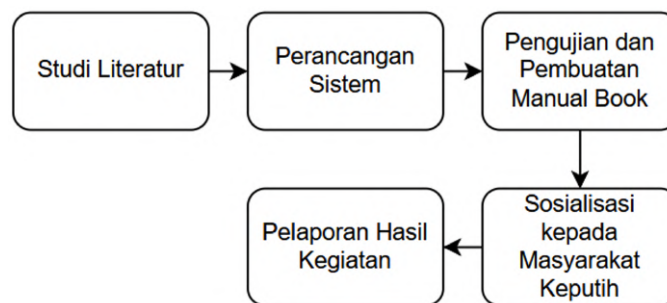 Studi Literatur
Perancangan
Sistem
Pengujian dan
Pembuatan
Manual Book
Sosialisasi
kepada
Masyarakat
Keputih
Pelaporan Hasil
Kegiatan